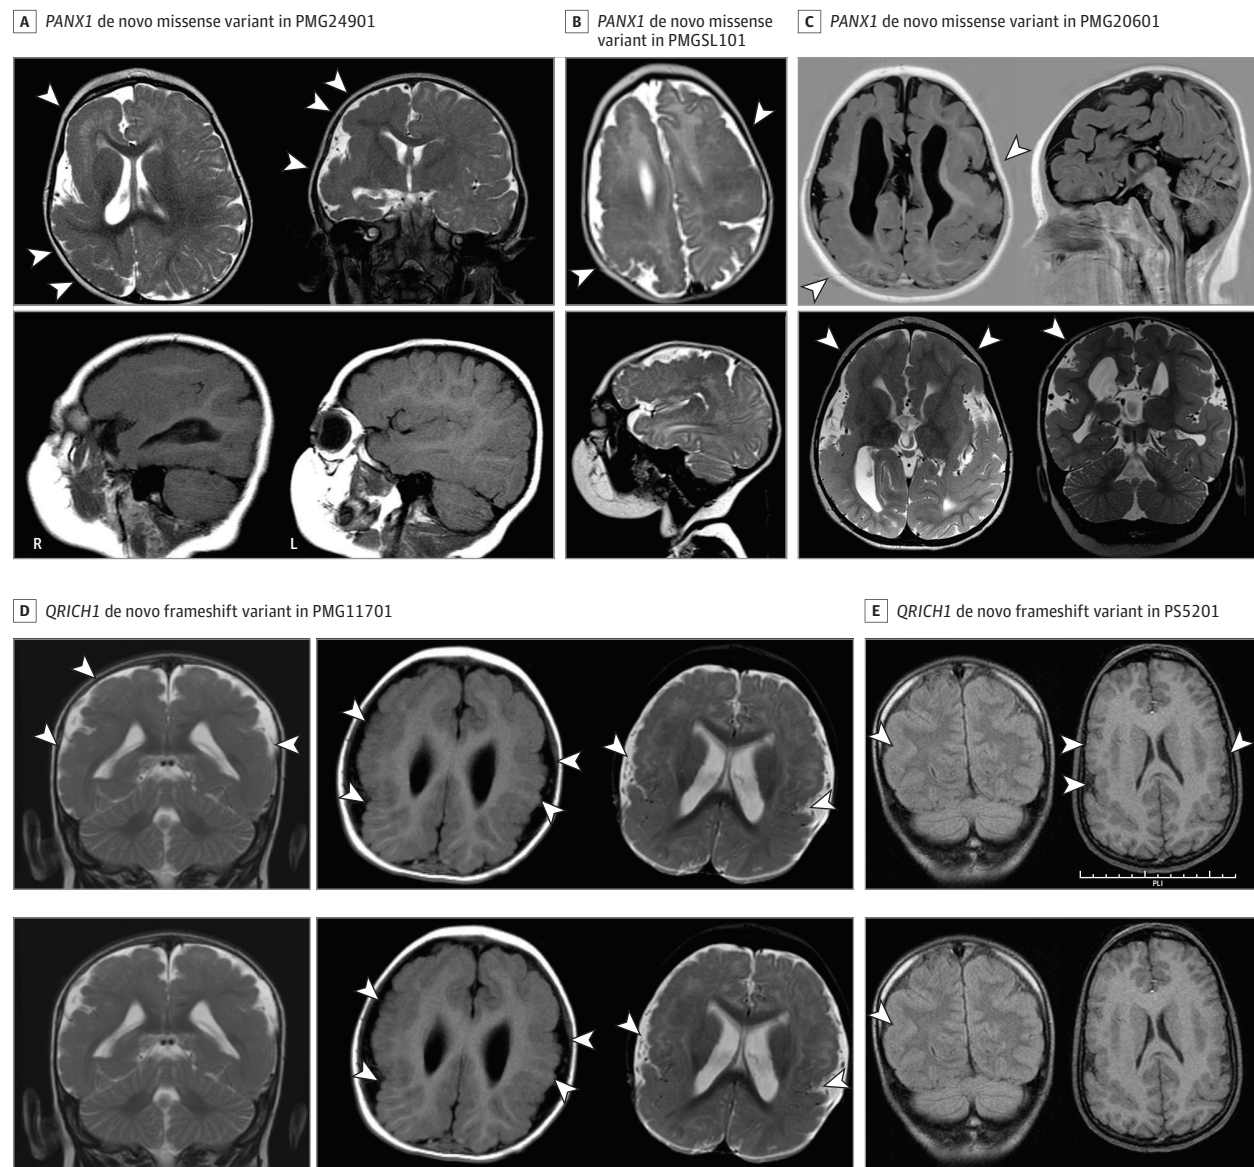 A PANX1 de novo missense variant in PMG24901
B PANX1 de novo missense
variant in PMGSL101
C PANX1 de novo missense variant in PMG20601
R
L
D QRICH1 de novo frameshift variant in PMG11701
E QRICH1 de novo frameshift variant in PS5201
PLI